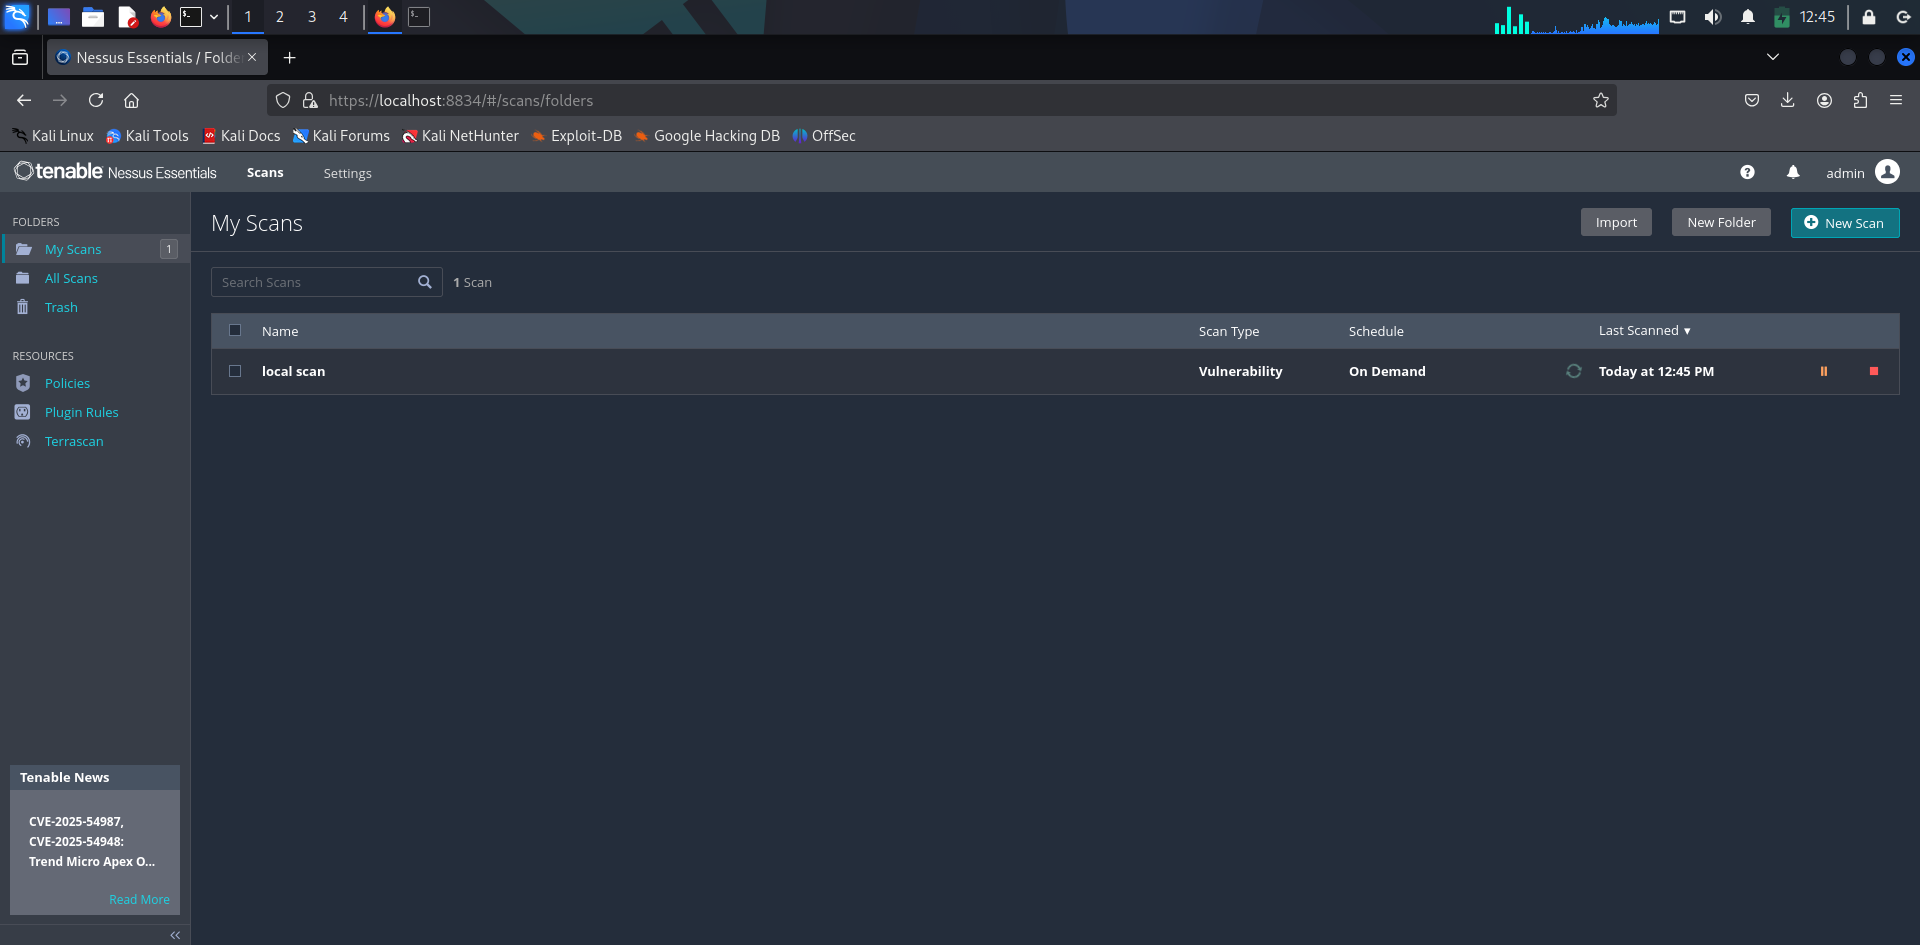 1 2 3 4 12:45
Nessus Essentials / Folde
https://localhost:8834/#/scans/folders
Kali Linux Kali Tools Kali Docs Kali Forums Kali NetHunter Exploit-DB Google Hacking DB OffSec
tenable Nessus Essentials Scans Settings admin
FOLDERS
My Scans 1
All Scans
Trash
RESOURCES
Policies
Plugin Rules
Terrascan
Tenable News
CVE-2025-54987,
CVE-2025-54948:
Trend Micro Apex O...
Read More
My Scans Import New Folder New Scan
Search Scans 1 Scan
Name Scan Type Schedule Last Scanned ▼
local scan Vulnerability On Demand Today at 12:45 PM